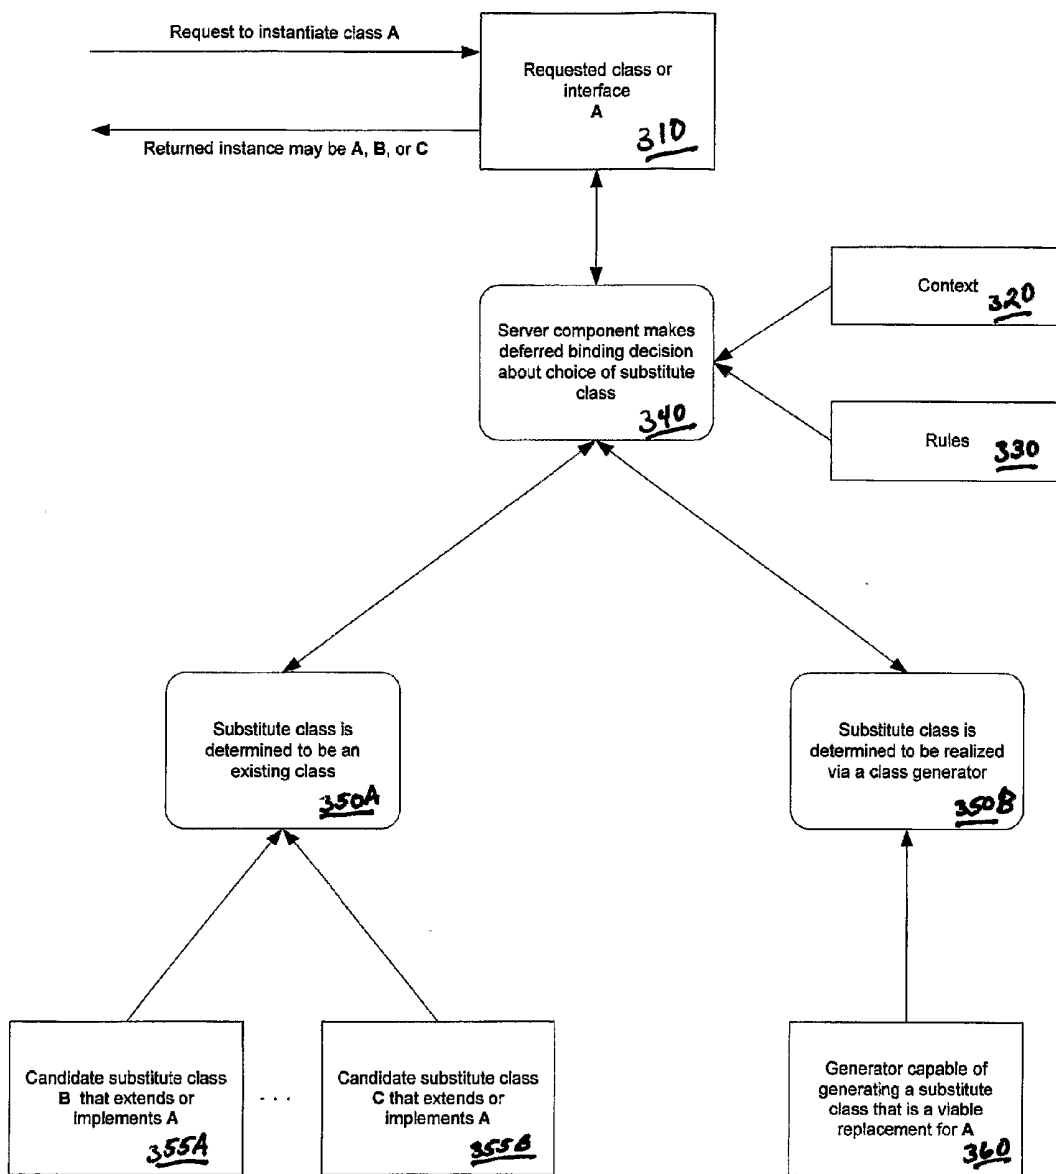 Request to instantiate class A
Requested class or
interface
A
310
Returned instance may be A, B, or C
Context
320
Server component makes
deferred binding decision
about choice of substitute
class
340
Rules
330
Substitute class is
determined to be an
existing class
350A
Substitute class is
determined to be realized
via a class generator
350B
Candidate substitute class
B that extends or
implements A
355A
. . .
Candidate substitute class
C that extends or
implements A
355B
Generator capable of
generating a substitute
class that is a viable
replacement for A
360